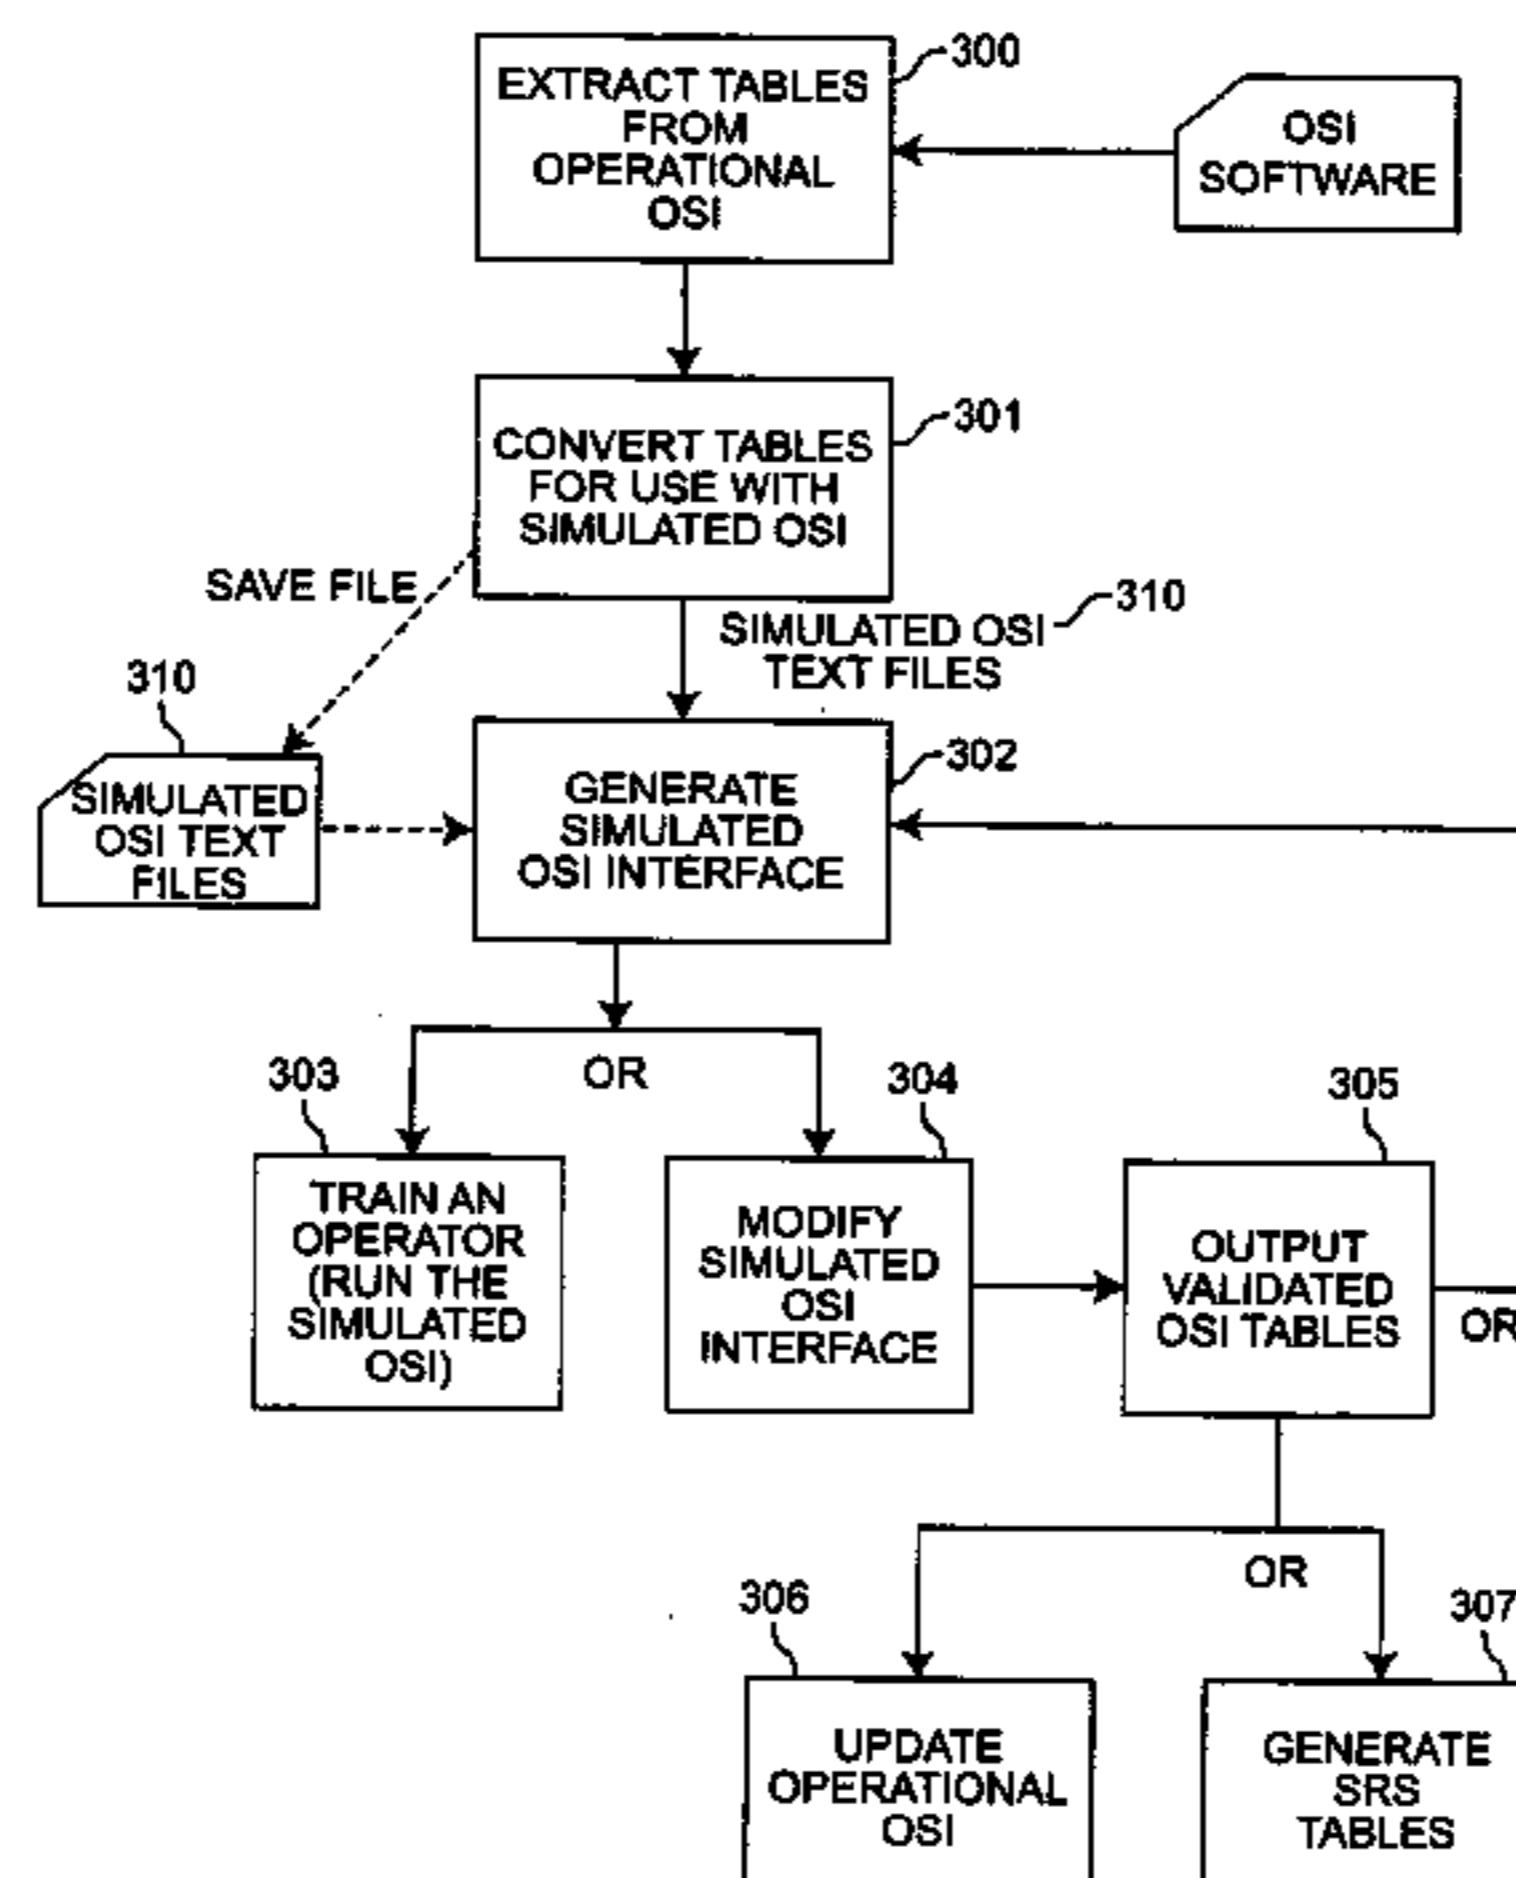 300
EXTRACT TABLES
FROM
OPERATIONAL
OSI
OSI
SOFTWARE
301
CONVERT TABLES
FOR USE WITH
SIMULATED OSI
SAVE FILE
310
SIMULATED OSI
TEXT FILES
310
SIMULATED
OSI TEXT
FILES
302
GENERATE
SIMULATED
OSI INTERFACE
OR
303
TRAIN AN
OPERATOR
(RUN THE
SIMULATED
OSI)
304
MODIFY
SIMULATED
OSI
INTERFACE
305
OUTPUT
VALIDATED
OSI TABLES
OR
OR
306
UPDATE
OPERATIONAL
OSI
307
GENERATE
SRS
TABLES